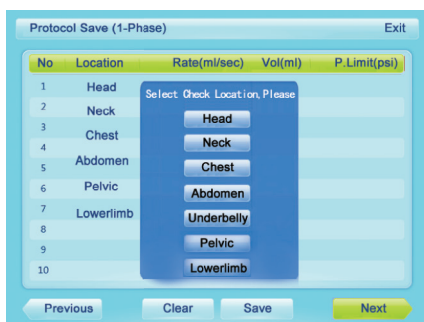 Protocol Save (1-Phase) Exit
No Location Rate(ml/sec) Vol(ml) P.Limit(psi)
1 Head
2 Neck
3 Chest
4
5 Abdomen
6 Pelvic
7 Lowerlimb
8
9
10
Select Check Location, Please
Head
Neck
Chest
Abdomen
Underbelly
Pelvic
Lowerlimb
Previous Clear Save Next